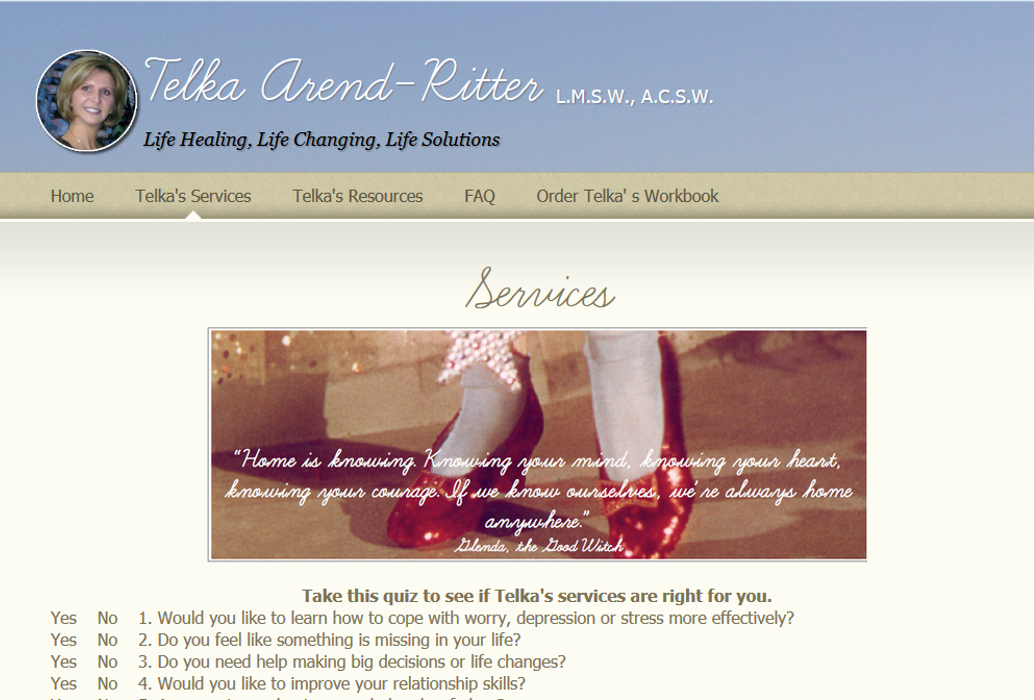 Telka Arend-Ritter L.M.S.W., A.C.S.W.
Life Healing, Life Changing, Life Solutions
Home Telka's Services Telka's Resources FAQ Order Telka' s Workbook
Services
“Home is knowing. Knowing your mind, knowing your heart,
knowing your courage. If we know ourselves, we're always home
anywhere.”
Glenda, the Good Witch
Take this quiz to see if Telka's services are right for you.
Yes No 1. Would you like to learn how to cope with worry, depression or stress more effectively?
Yes No 2. Do you feel like something is missing in your life?
Yes No 3. Do you need help making big decisions or life changes?
Yes No 4. Would you like to improve your relationship skills?